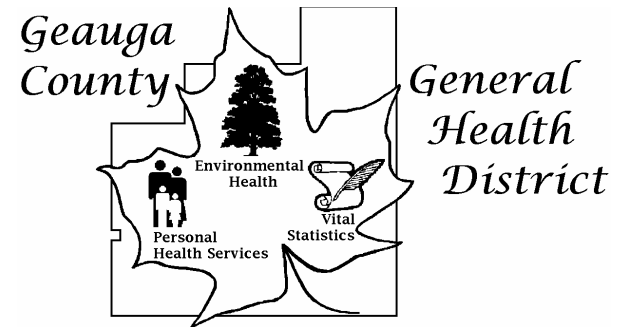 Geauga
County
General
Health
District
Environmental
Health
Vital
Statistics
Personal
Health Services